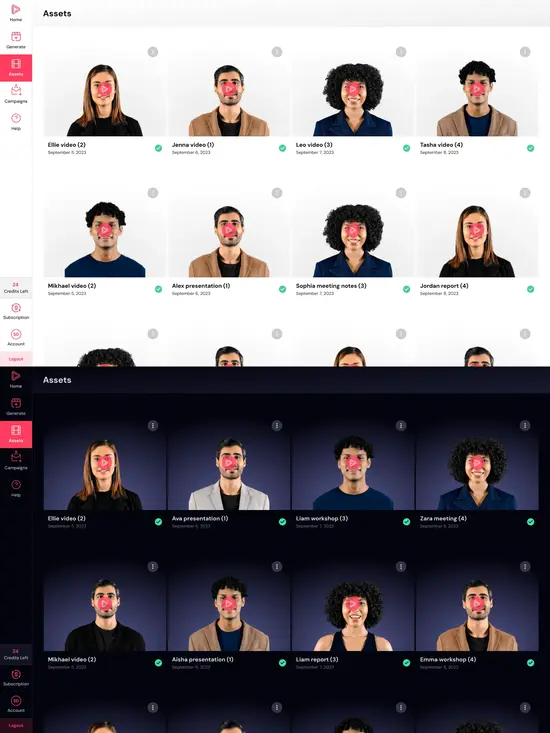 Home
Assets
Generate
Assets
Campaigns
Help
Ellie video (2)
September 5, 2023
Jenna video (1)
September 6, 2023
Leo video (3)
September 7, 2023
Tasha video (4)
September 8, 2023
Mikhael video (2)
September 5, 2023
Alex presentation (1)
September 6, 2023
Sophia meeting notes (3)
September 7, 2023
Jordan report (4)
September 8, 2023
24
Credits Left
Subscription
SO
Account
Logout
Home
Assets
Generate
Assets
Campaigns
Help
Ellie video (2)
September 5, 2023
Ava presentation (1)
September 6, 2023
Liam workshop (3)
September 7, 2023
Zara meeting (4)
September 8, 2023
Mikhael video (2)
September 5, 2023
Aisha presentation (1)
September 6, 2023
Liam report (3)
September 7, 2023
Emma workshop (4)
September 8, 2023
24
Credits Left
Subscription
SO
Account
Logout